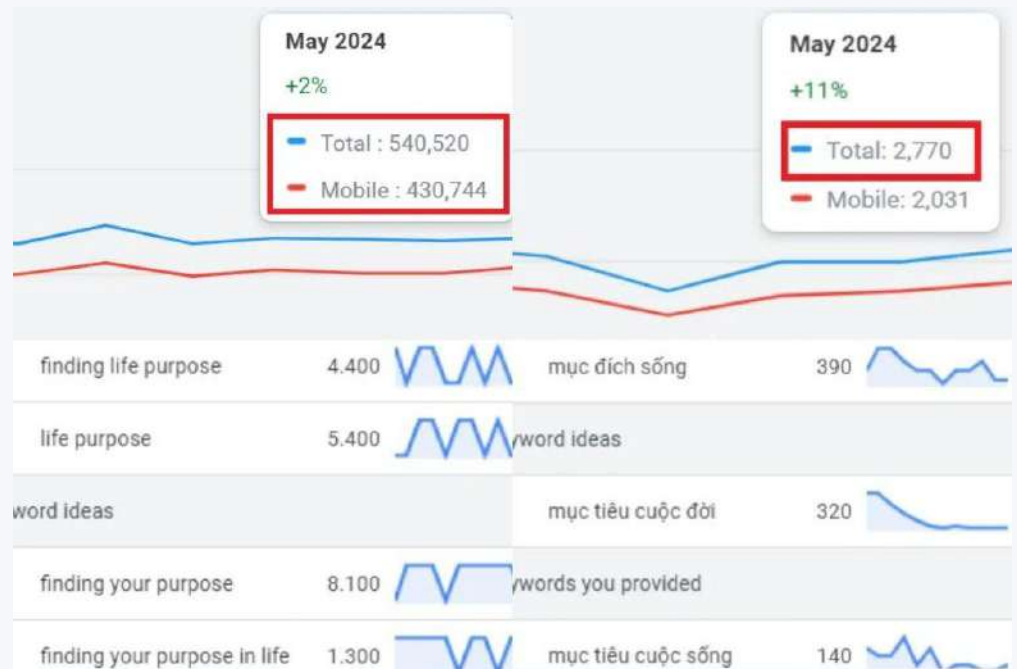 May 2024
+2%
Total : 540,520
Mobile : 430,744
finding life purpose 4.400
life purpose 5.400
word ideas
finding your purpose 8.100
finding your purpose in life 1.300
May 2024
+11%
Total: 2,770
Mobile: 2,031
mục đích sống 390
yword ideas
mục tiêu cuộc đời 320
ywords you provided
mục tiêu cuộc sống 140